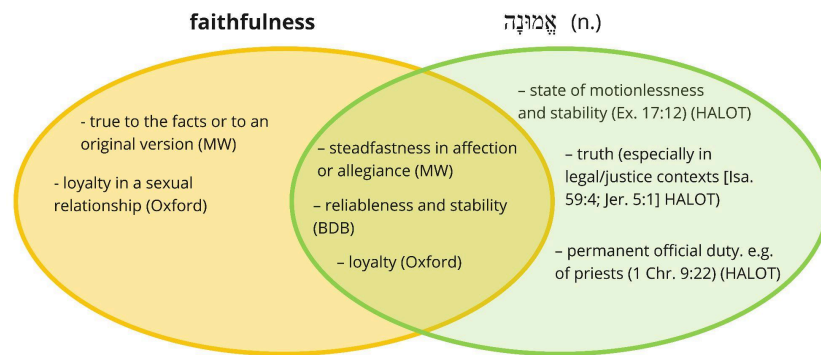 faithfulness
אֱמוּנָה (n.)
- true to the facts or to an
original version (MW)
- loyalty in a sexual
relationship (Oxford)
– steadfastness in affection
or allegiance (MW)
– reliableness and stability
(BDB)
– loyalty (Oxford)
– state of motionlessness
and stability (Ex. 17:12) (HALOT)
– truth (especially in
legal/justice contexts [Isa.
59:4; Jer. 5:1] HALOT)
– permanent official duty. e.g.
of priests (1 Chr. 9:22) (HALOT)